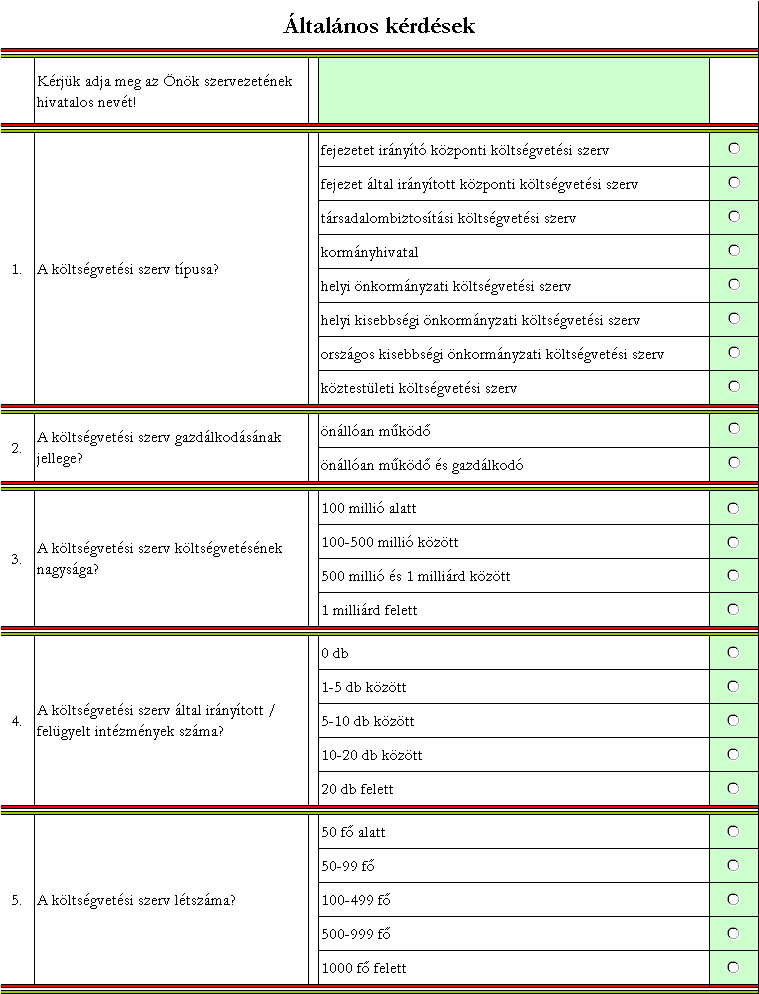 Általános kérdések
Kérjük adja meg az Önök szervezetének
hivatalos nevét!
1.
A költségvetési szerv típusa?
fejezetet irányító központi költségvetési szerv
fejezet által irányított központi költségvetési szerv
társadalombiztosítási költségvetési szerv
kormányhivatal
helyi önkormányzati költségvetési szerv
helyi kisebbségi önkormányzati költségvetési szerv
országos kisebbségi önkormányzati költségvetési szerv
köztestületi költségvetési szerv
2.
A költségvetési szerv gazdálkodásának
jellege?
önállóan működő
önállóan működő és gazdálkodó
3.
A költségvetési szerv költségvetésének
nagysága?
100 millió alatt
100-500 millió között
500 millió és 1 milliárd között
1 milliárd felett
4.
A költségvetési szerv által irányított /
felügyelt intézmények száma?
0 db
1-5 db között
5-10 db között
10-20 db között
20 db felett
5.
A költségvetési szerv létszáma?
50 fő alatt
50-99 fő
100-499 fő
500-999 fő
1000 fő felett